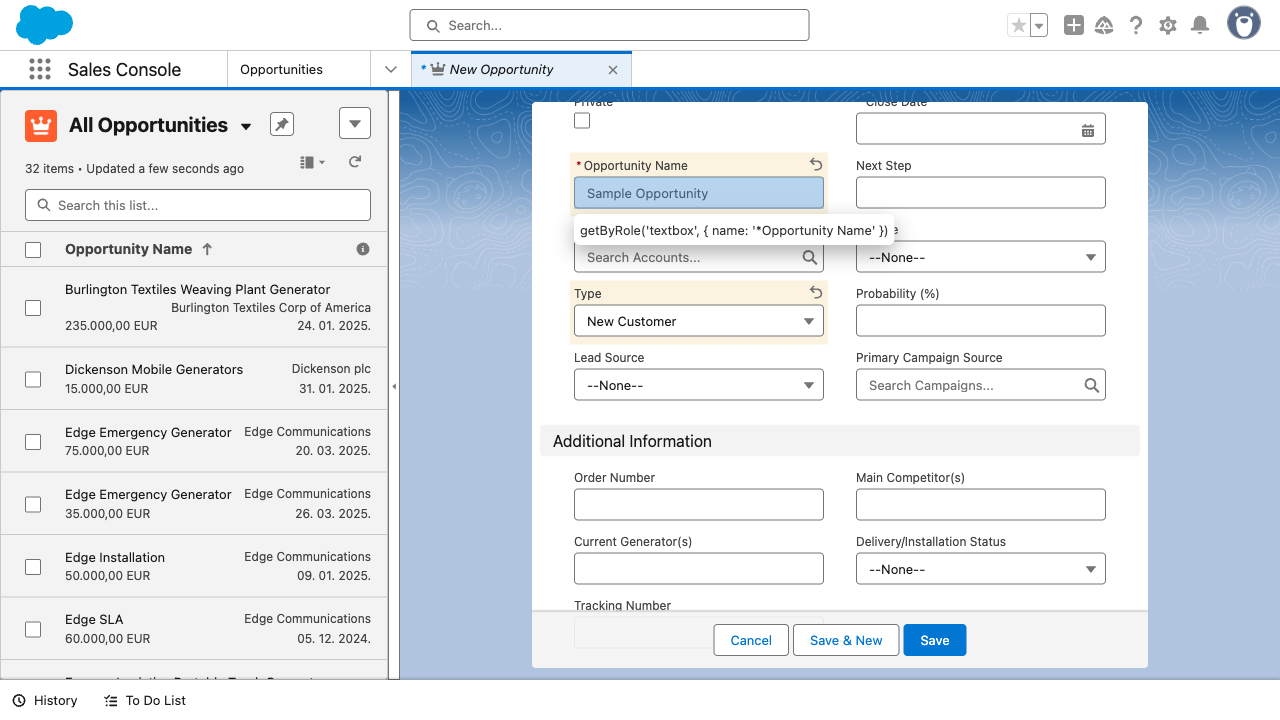 Search...
Sales Console
Opportunities
* New Opportunity
All Opportunities
32 items • Updated a few seconds ago
Search this list...
Opportunity Name
Burlington Textiles Weaving Plant Generator
Burlington Textiles Corp of America
235.000,00 EUR
24. 01. 2025.
Dickenson Mobile Generators
Dickenson plc
15.000,00 EUR
31. 01. 2025.
Edge Emergency Generator
Edge Communications
75.000,00 EUR
20. 03. 2025.
Edge Emergency Generator
Edge Communications
35.000,00 EUR
26. 03. 2025.
Edge Installation
Edge Communications
50.000,00 EUR
09. 01. 2025.
Edge SLA
Edge Communications
60.000,00 EUR
05. 12. 2024.
Private
Close Date
*Opportunity Name
Sample Opportunity
Next Step
getByRole('textbox', { name: '*Opportunity Name' })
Search Accounts...
--None--
Type
New Customer
Probability (%)
Lead Source
--None--
Primary Campaign Source
Search Campaigns...
Additional Information
Order Number
Main Competitor(s)
Current Generator(s)
Delivery/Installation Status
--None--
Tracking Number
Cancel
Save & New
Save
History
To Do List